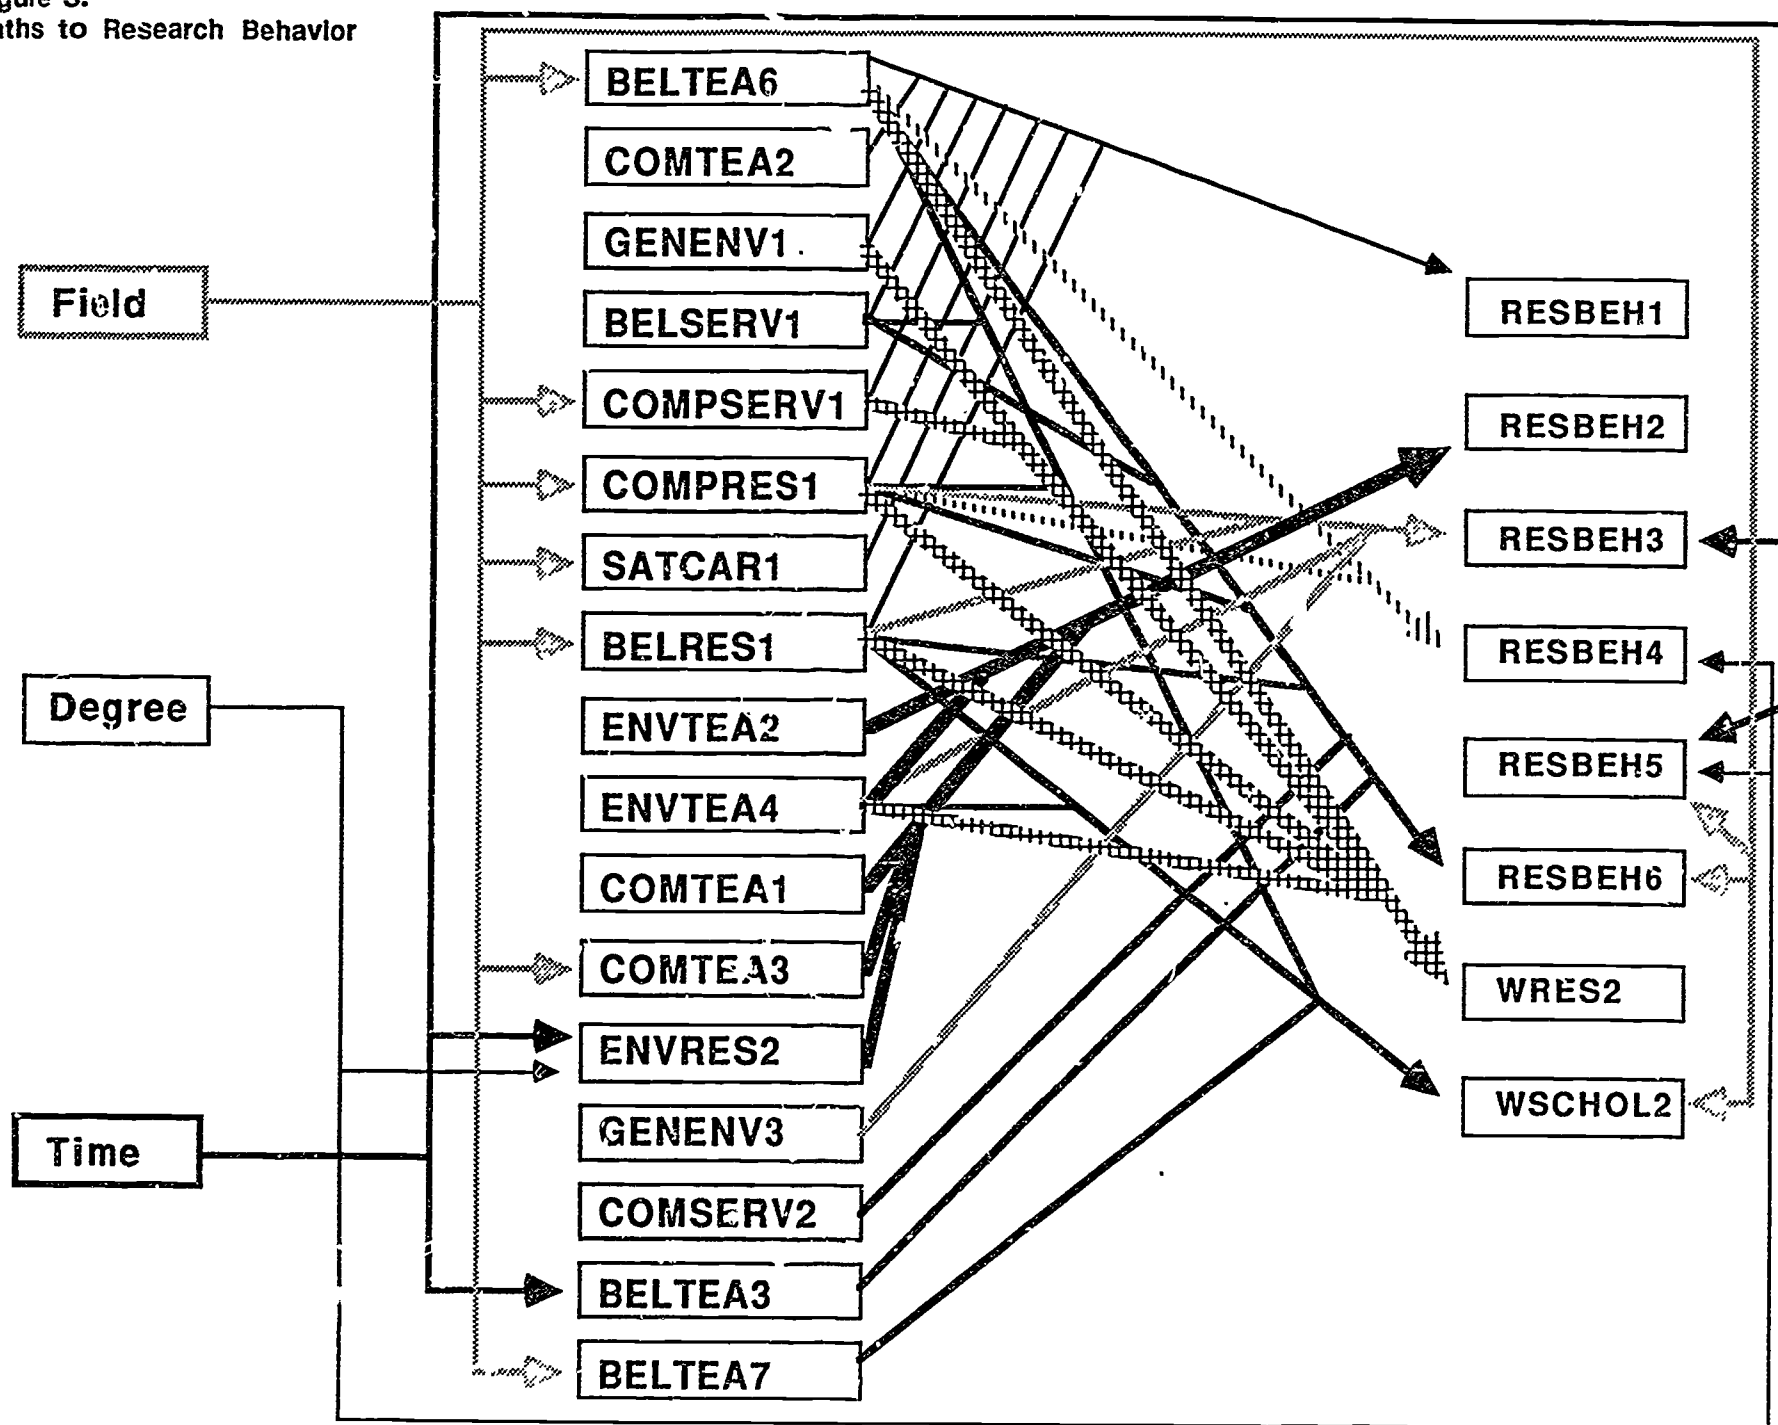 aths to Research Behavior
BELTEA6
COMTEA2
GENENV1
BELSERV1
COMPSERV1
COMPRES1
SATCAR1
BELRES1
ENVTEA2
ENVTEA4
COMTEA1
COMTEA3
ENVRES2
GENENV3
COMSERV2
BELTEA3
BELTEA7
Field
Degree
Time
RESBEH1
RESBEH2
RESBEH3
RESBEH4
RESBEH5
RESBEH6
WRES2
WSCHOL2